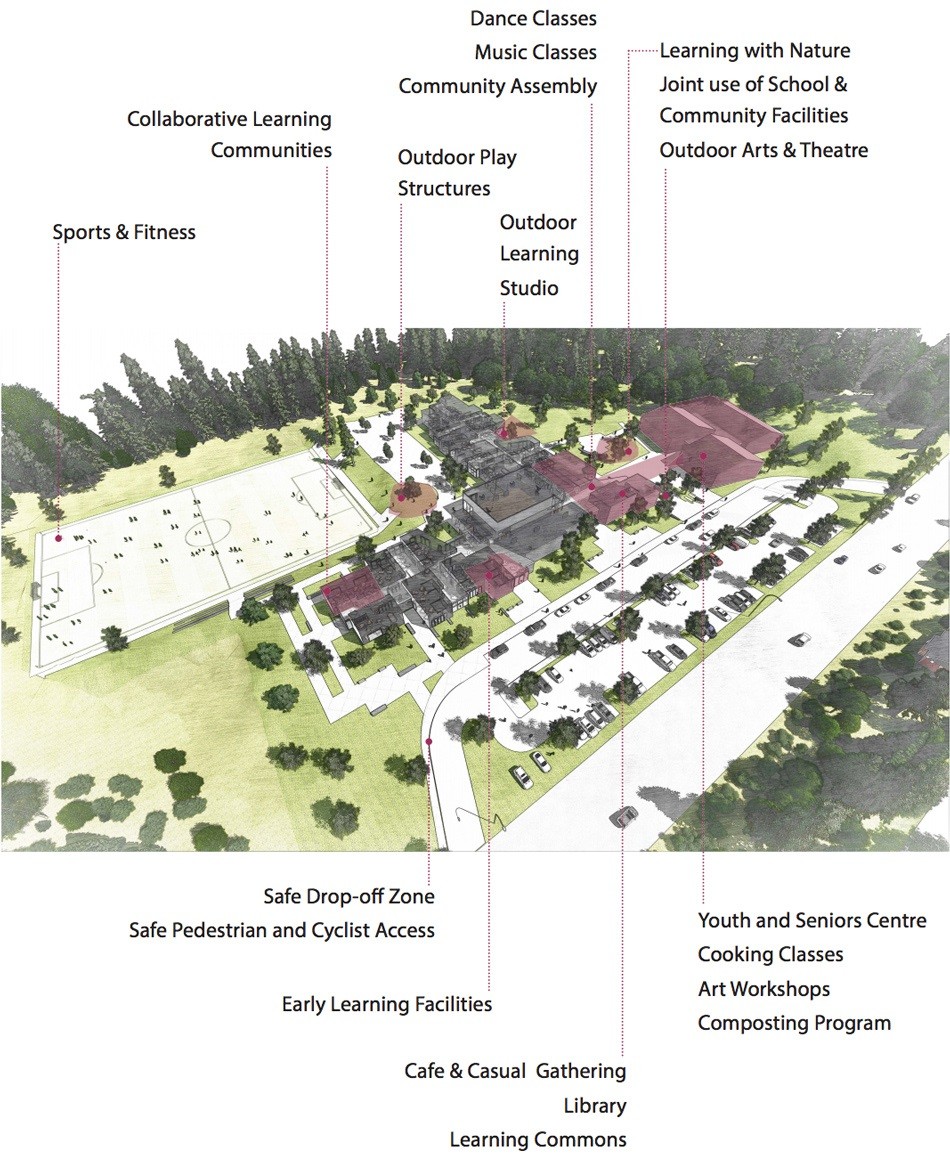 Dance Classes
Music Classes
Community Assembly
Learning with Nature
Joint use of School &
Community Facilities
Outdoor Arts & Theatre
Collaborative Learning
Communities
Outdoor Play
Structures
Outdoor
Learning
Studio
Sports & Fitness
Safe Drop-off Zone
Safe Pedestrian and Cyclist Access
Early Learning Facilities
Youth and Seniors Centre
Cooking Classes
Art Workshops
Composting Program
Cafe & Casual Gathering
Library
Learning Commons